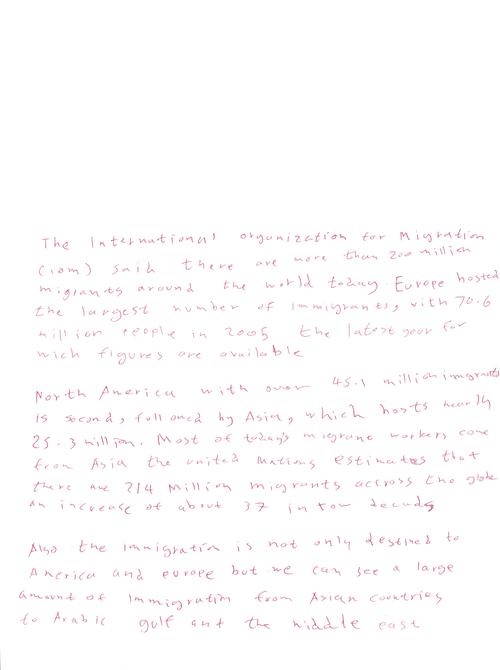 The International organization for Migration
(iom) said there are more than 200 million
migrants around the world today. Europe hosted
the largest number of immigrants, with 70.6
million people in 2005 the latest year for
wich figures are available
North America with over 45.1 million immigrants
is second, followed by Asia, which hosts nearly
25.3 million. Most of today's migrane workers come
from Asia the united Nations estimates that
there are 214 Million migrants accross the globe
an increase of about 37 in tow decads
Also the immigration is not only destined to
America and europe but we can see a large
amount of Immigration from Asian countries
to Arabic gulf and the middle east